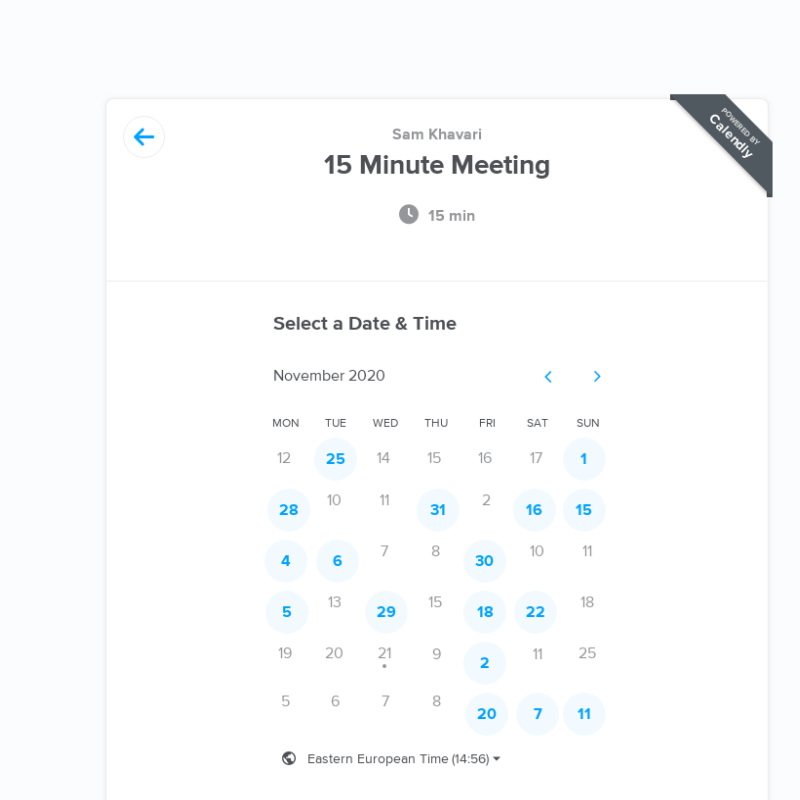 POWERED BY
Calendly
Sam Khavari
15 Minute Meeting
15 min
Select a Date & Time
November 2020
MON TUE WED THU FRI SAT SUN
12 25 14 15 16 17 1
28 10 11 31 2 16 15
4 6 7 8 30 10 11
5 13 29 15 18 22 18
19 20 21 9 2 11 25
5 6 7 8 20 7 11
Eastern European Time (14:56)